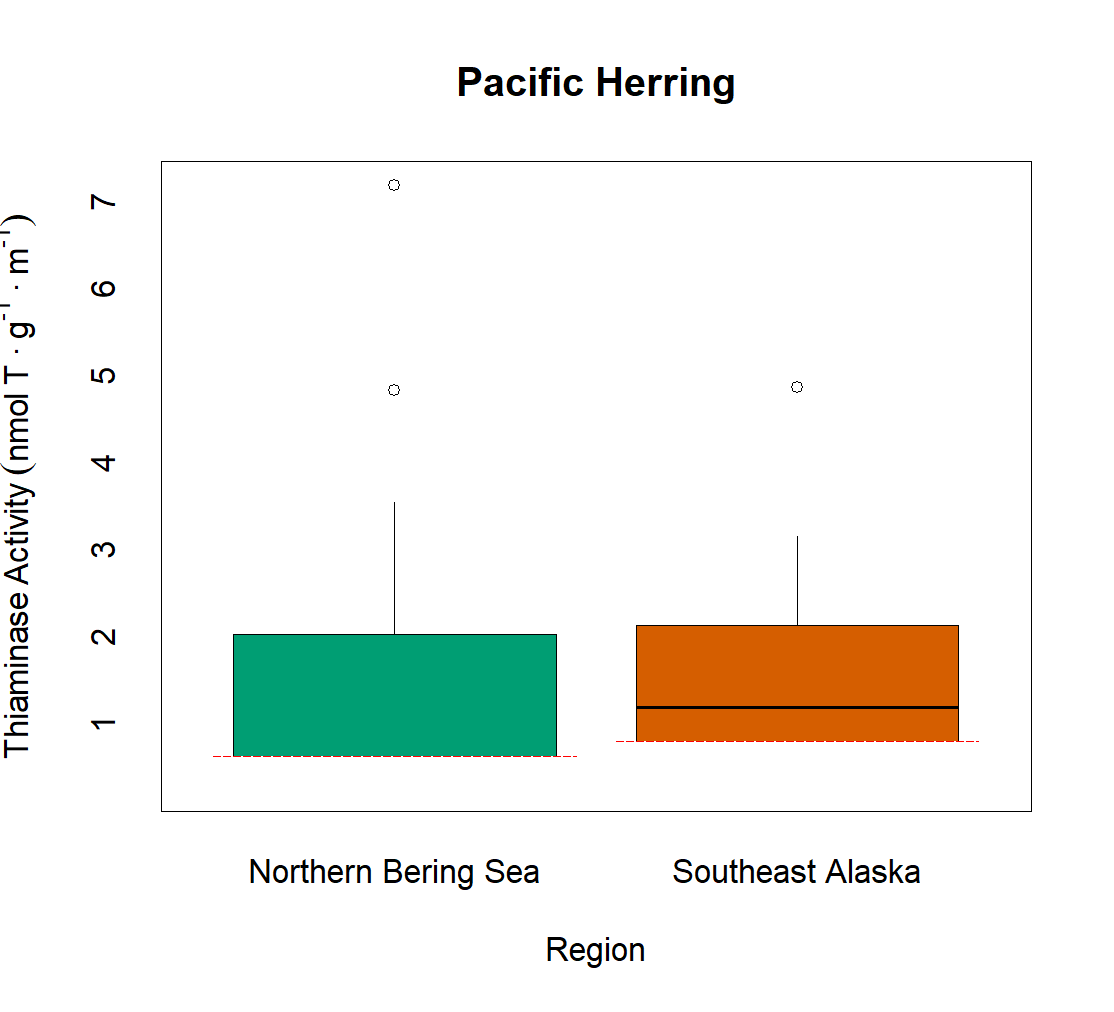 Pacific Herring
Thiaminase Activity (nmol T · g⁻¹ · m⁻¹)
7
6
5
4
3
2
1
Northern Bering Sea
Southeast Alaska
Region